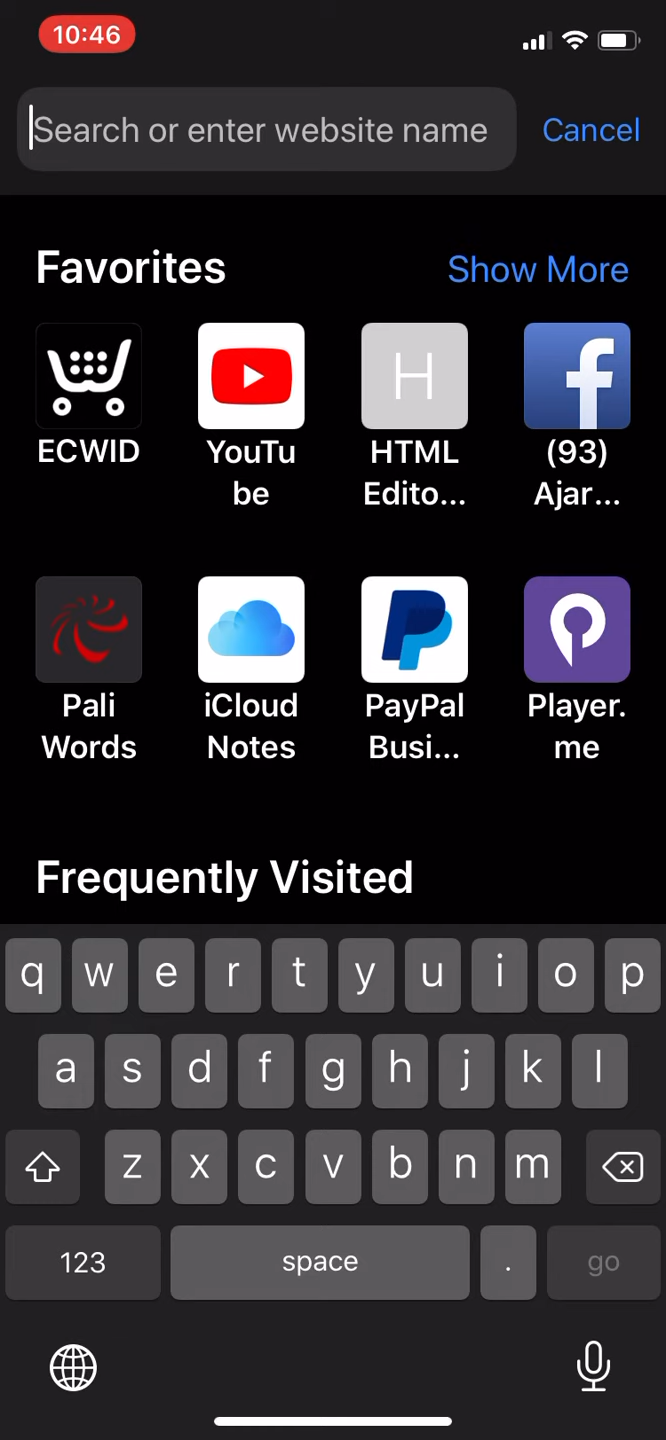 10:46
Search or enter website name Cancel
Favorites Show More
H
ECWID YouTu HTML (93)
be Edito... Ajar...
Pali iCloud PayPal Player.
Words Notes Busi... me
Frequently Visited
q w e r t y u i o p
a s d f g h j k l
z x c v b n m
123 space . go